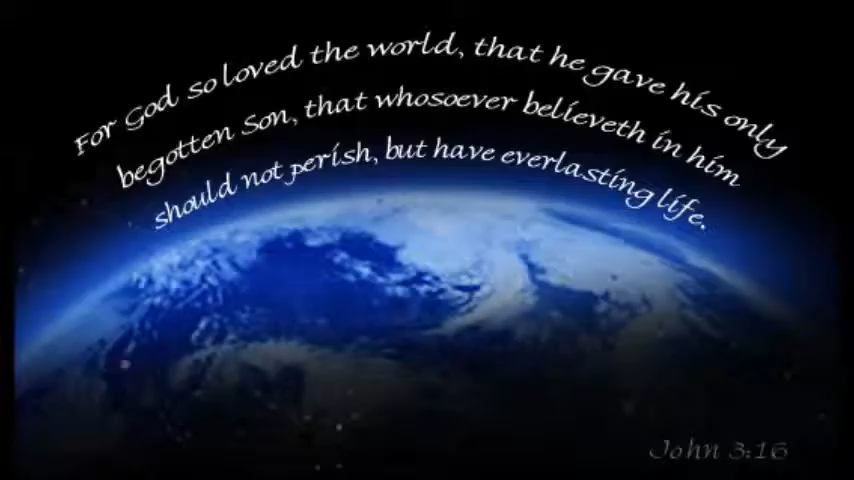 For God so loved the world, that he gave his only
begotten Son, that whosoever believeth in him
should not perish, but have everlasting life.
John 3:16